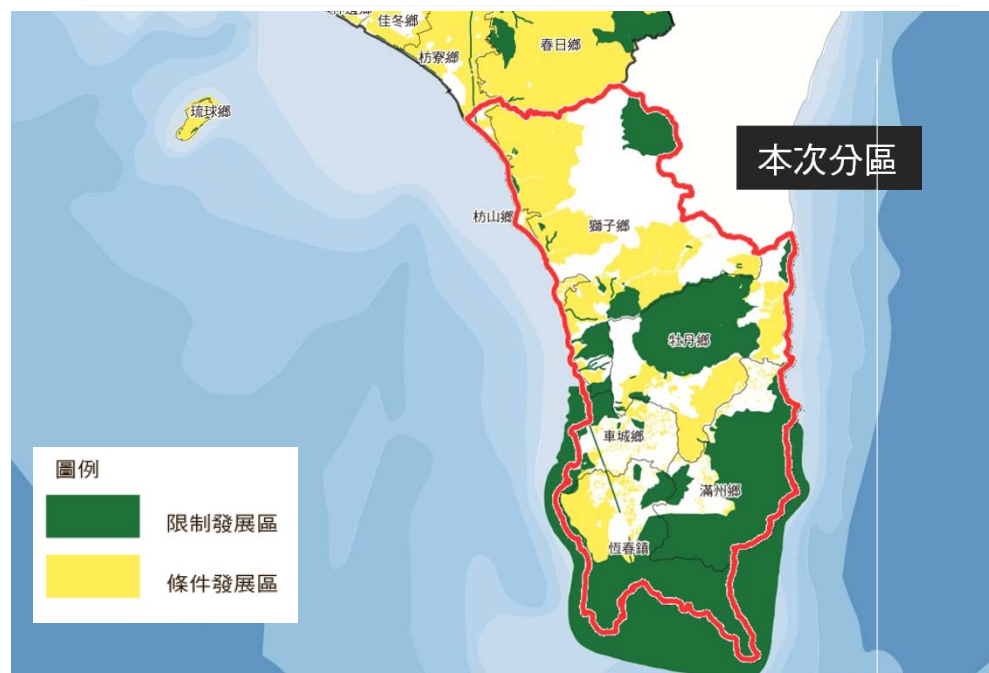 佳冬鄉
春日鄉
枋寮鄉
琉球鄉
本次分區
枋山鄉
獅子鄉
牡丹鄉
車城鄉
滿州鄉
恆春鎮
圖例
限制發展區
條件發展區